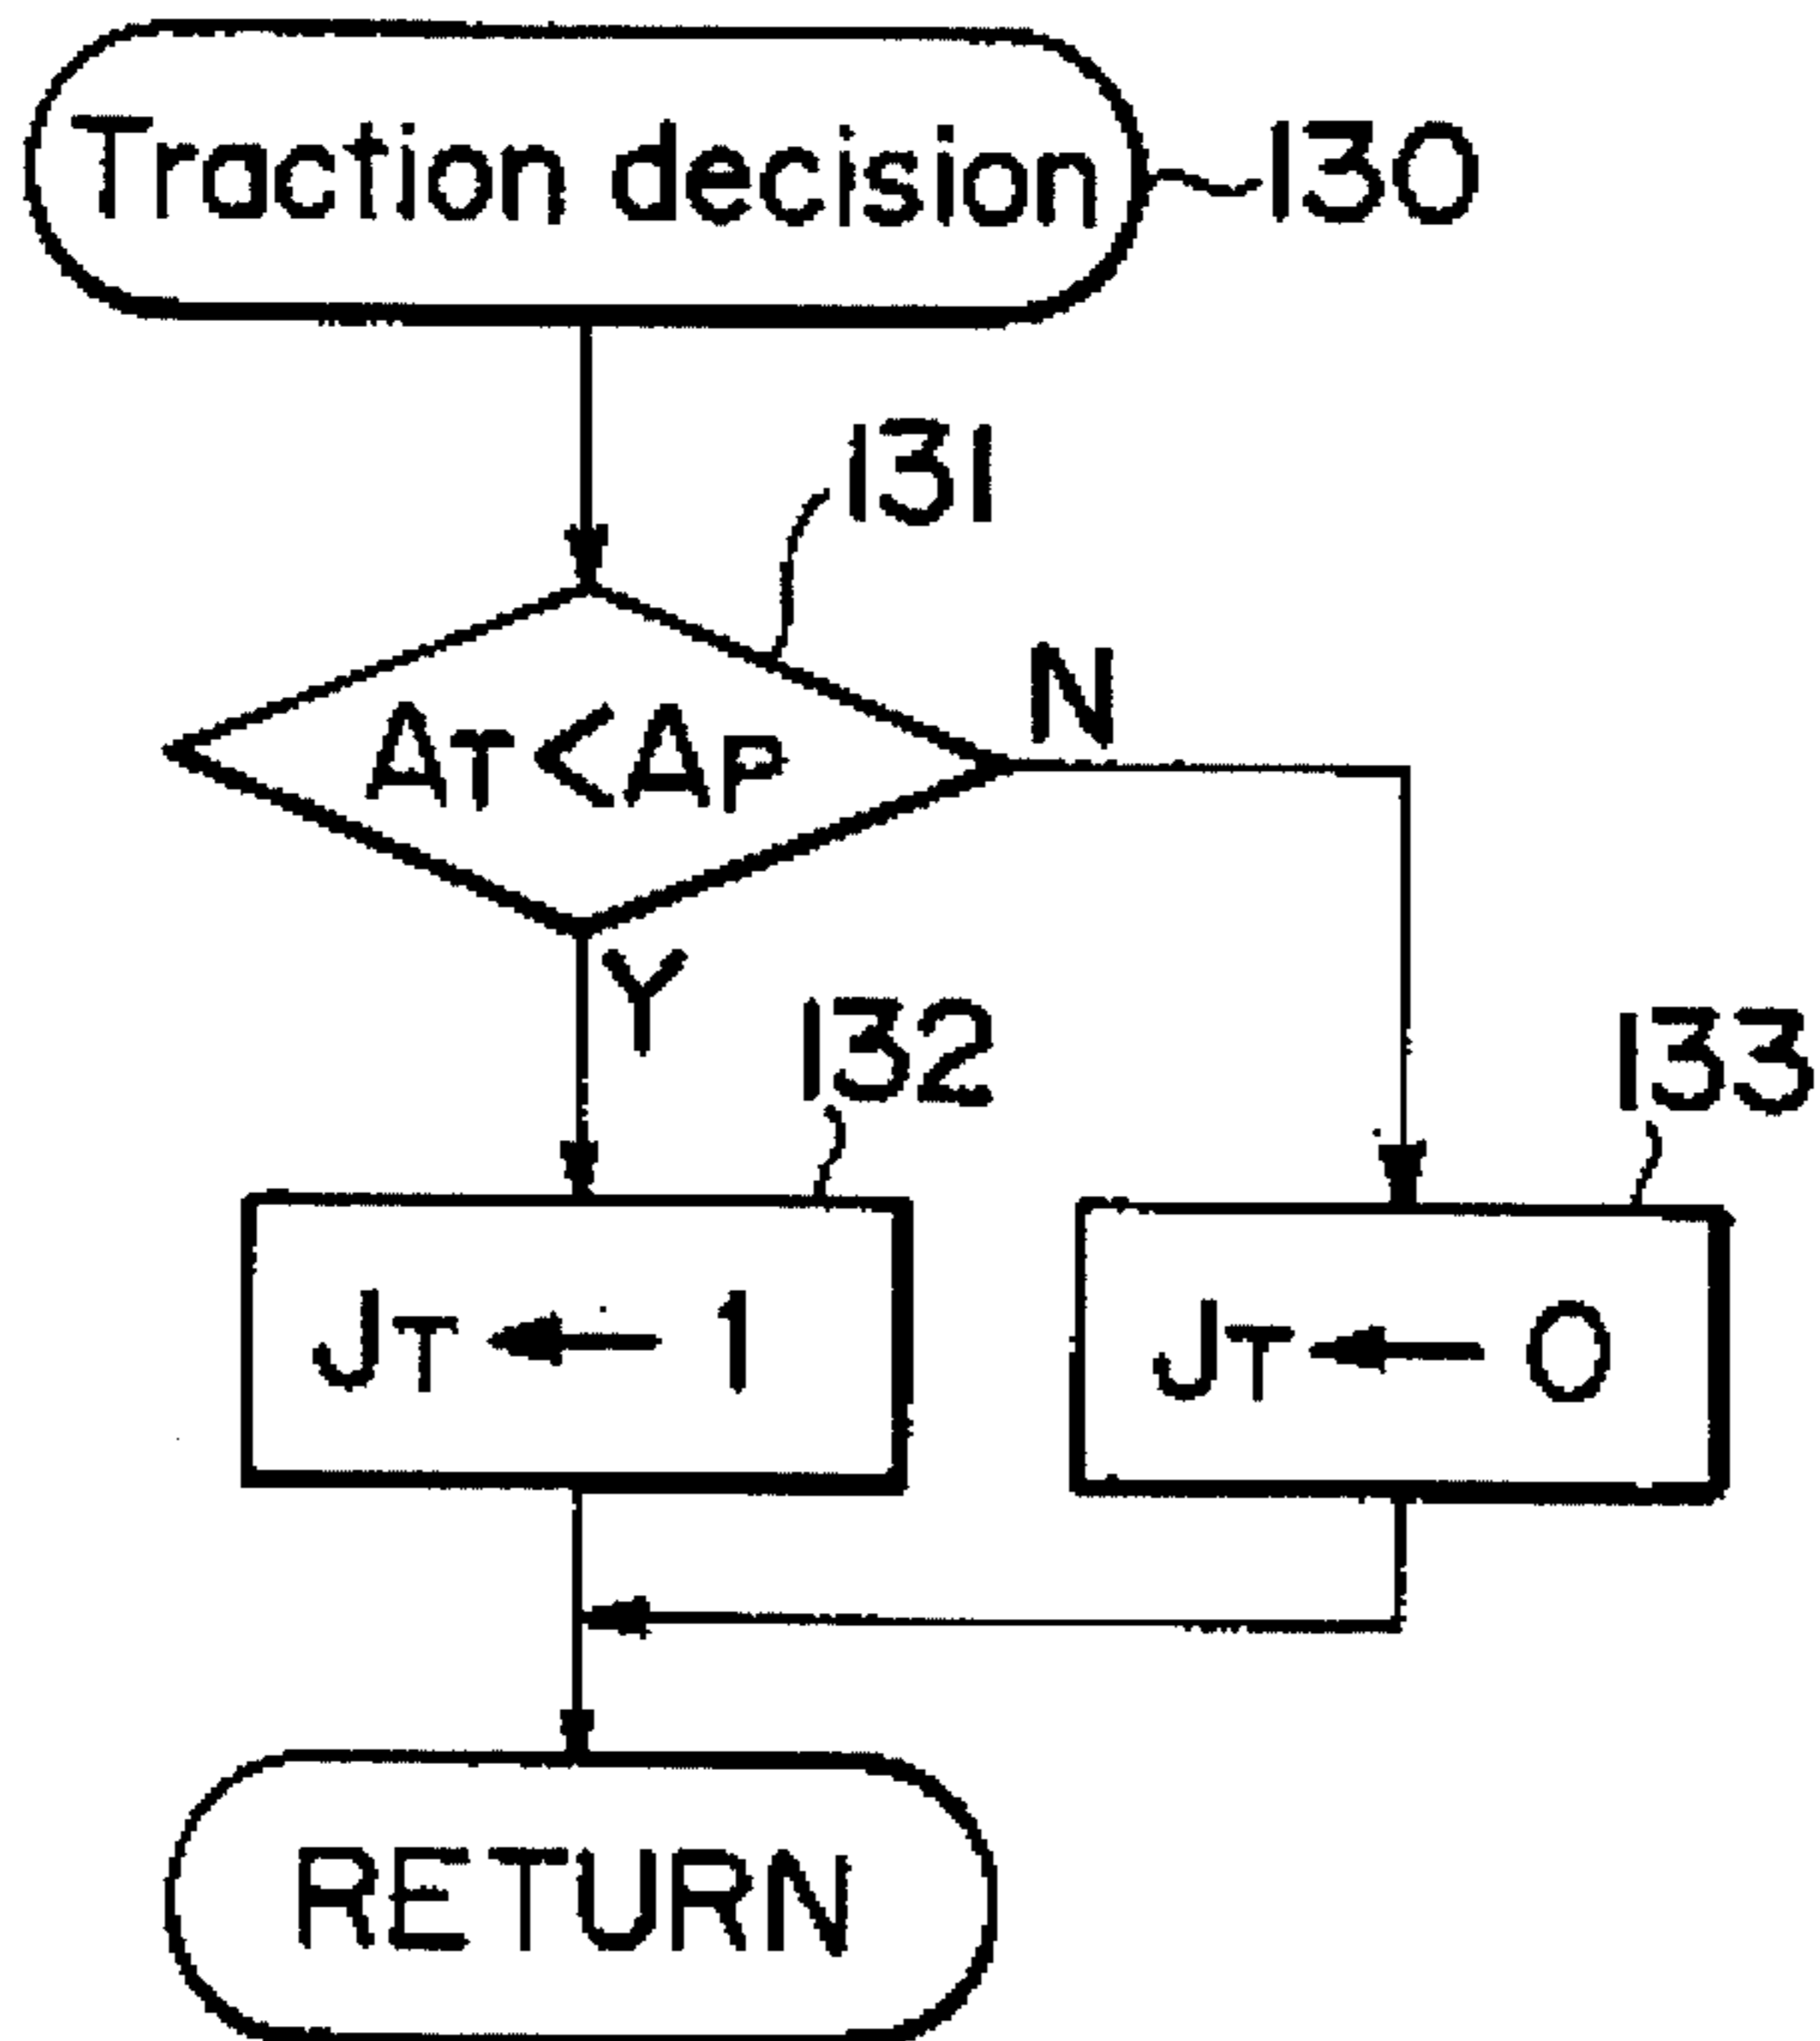 Traction decision
130
131
AT<AP
N
Y
132
133
JT ← 1
JT ← 0
RETURN